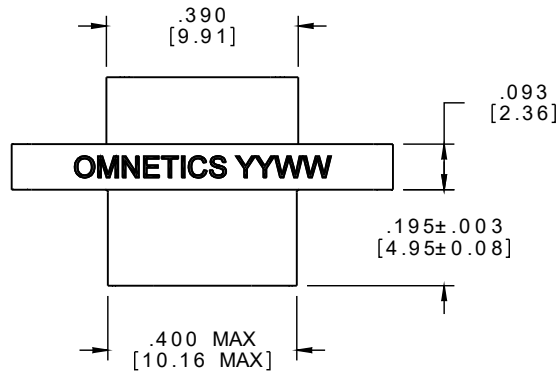 .390
[9.91]
.093
[2.36]
OMNETICS YYWW
.195±.003
[4.95±0.08]
.400 MAX
[10.16 MAX]